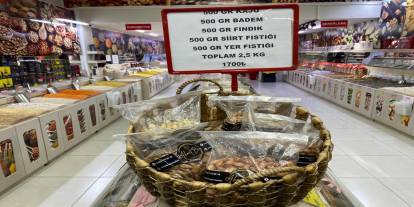 500 GR KAJU
500 GR BADEM
500 GR FINDIK
500 GR SİİRT FISTIĞI
500 GR YER FISTIĞI
TOPLAM 2,5 KG
1700₺